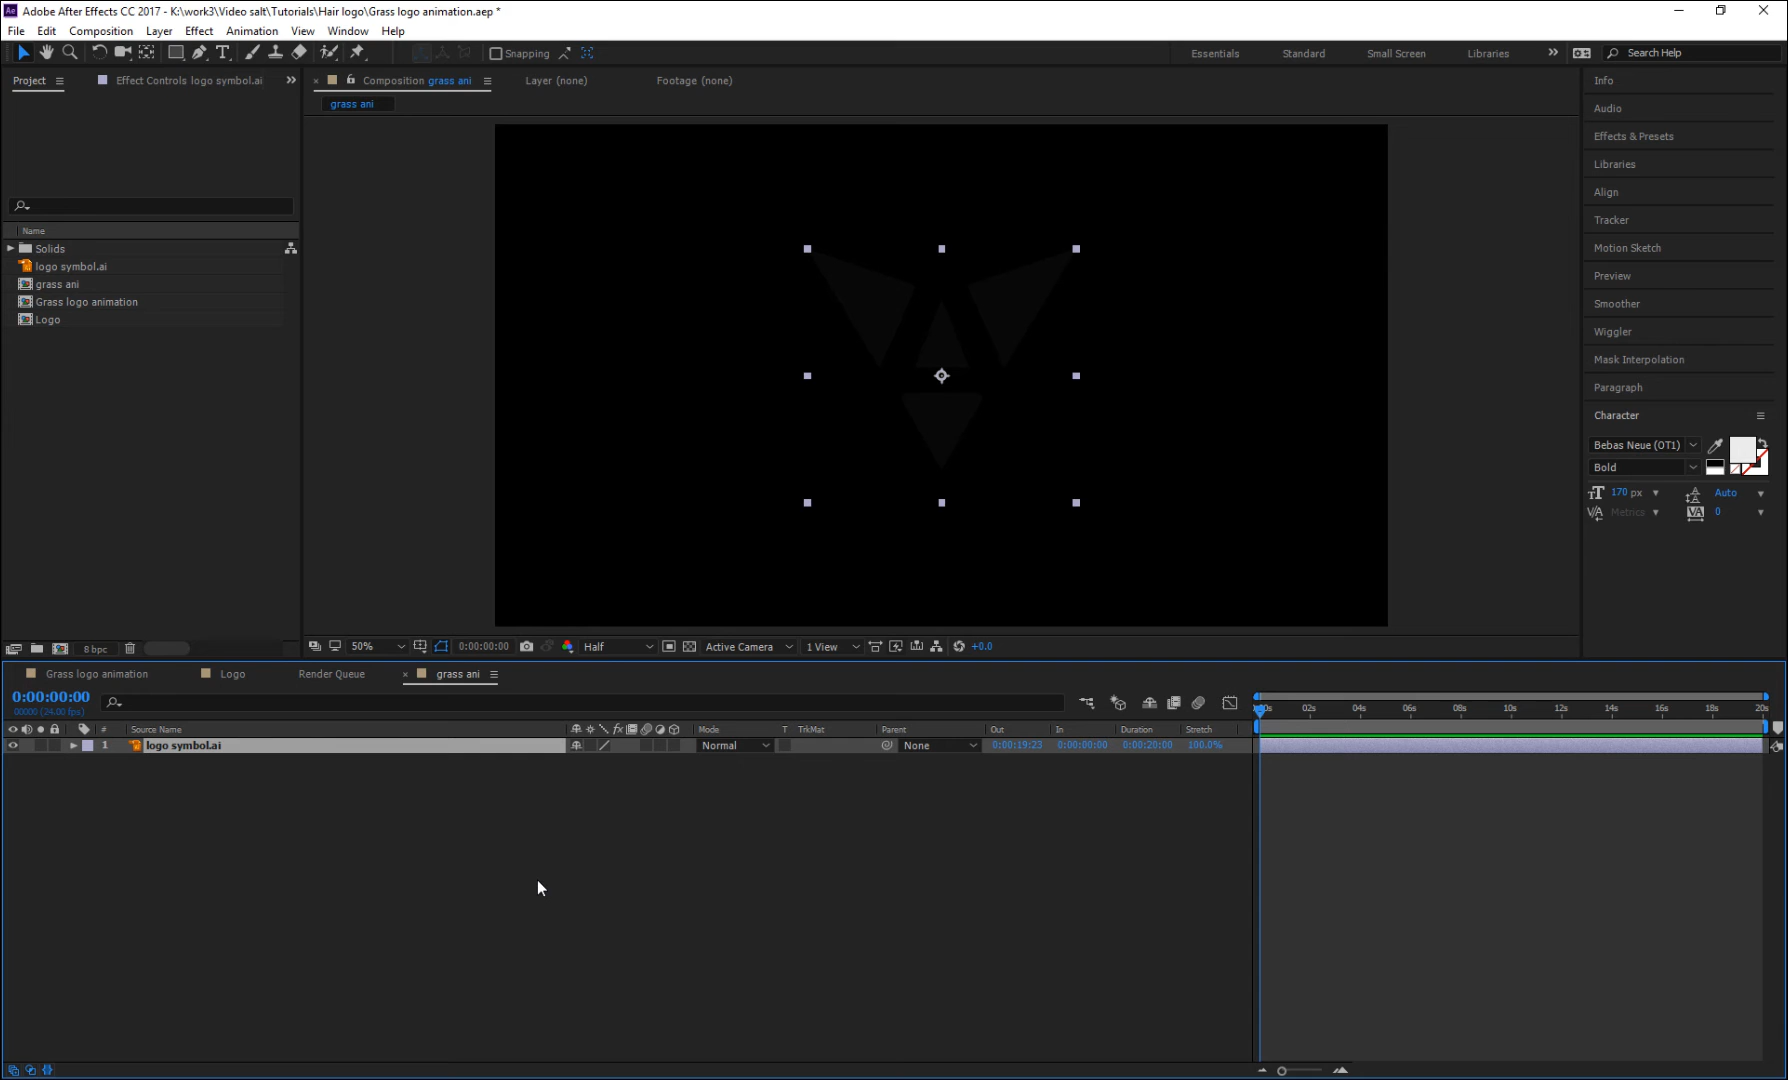 Adobe After Effects CC 2017 - K:\work3\Video salt\Tutorials\Hair logo\Grass logo animation.aep *
File Edit Composition Layer Effect Animation View Window Help
Snapping Essentials Standard Small Screen Libraries Search Help
Project Effect Controls logo symbol.ai Composition grass ani Layer (none) Footage (none) Info
grass ani
Audio
Effects & Presets
Libraries
Align
Tracker
Name
Solids
logo symbol.ai
grass ani
Grass logo animation
Logo
Motion Sketch
Preview
Smoother
Wiggler
Mask Interpolation
Paragraph
Character
Bebas Neue (OT1)
Bold
170 px Auto
Metrics 0
8 bpc 50% 0:00:00:00 Half Active Camera 1 View +0.0
Grass logo animation Logo Render Queue grass ani
0:00:00:00
00000 (24.00 fps)
02s 04s 06s 08s 10s 12s 14s 16s 18s 20s
# Source Name Mode T TrkMat Parent Out In Duration Stretch
1 logo symbol.ai Normal None 0:00:19:23 0:00:00:00 0:00:20:00 100.0%